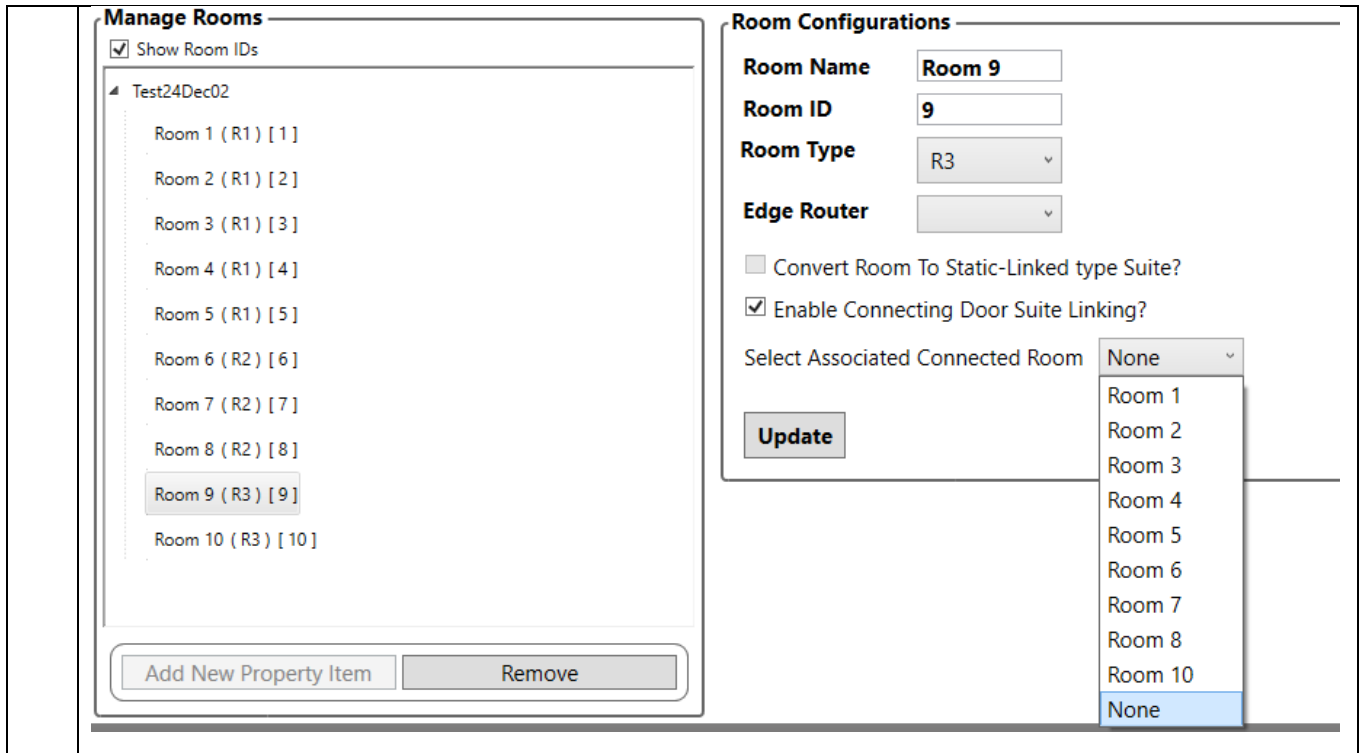 Manage Rooms
Show Room IDs
Test24Dec02
Room 1 ( R1 ) [ 1 ]
Room 2 ( R1 ) [ 2 ]
Room 3 ( R1 ) [ 3 ]
Room 4 ( R1 ) [ 4 ]
Room 5 ( R1 ) [ 5 ]
Room 6 ( R2 ) [ 6 ]
Room 7 ( R2 ) [ 7 ]
Room 8 ( R2 ) [ 8 ]
Room 9 ( R3 ) [ 9 ]
Room 10 ( R3 ) [ 10 ]
Add New Property Item
Remove
Room Configurations
Room Name Room 9
Room ID 9
Room Type R3
Edge Router
Convert Room To Static-Linked type Suite?
Enable Connecting Door Suite Linking?
Select Associated Connected Room None
Room 1
Room 2
Room 3
Room 4
Room 5
Room 6
Room 7
Room 8
Room 10
None
Update